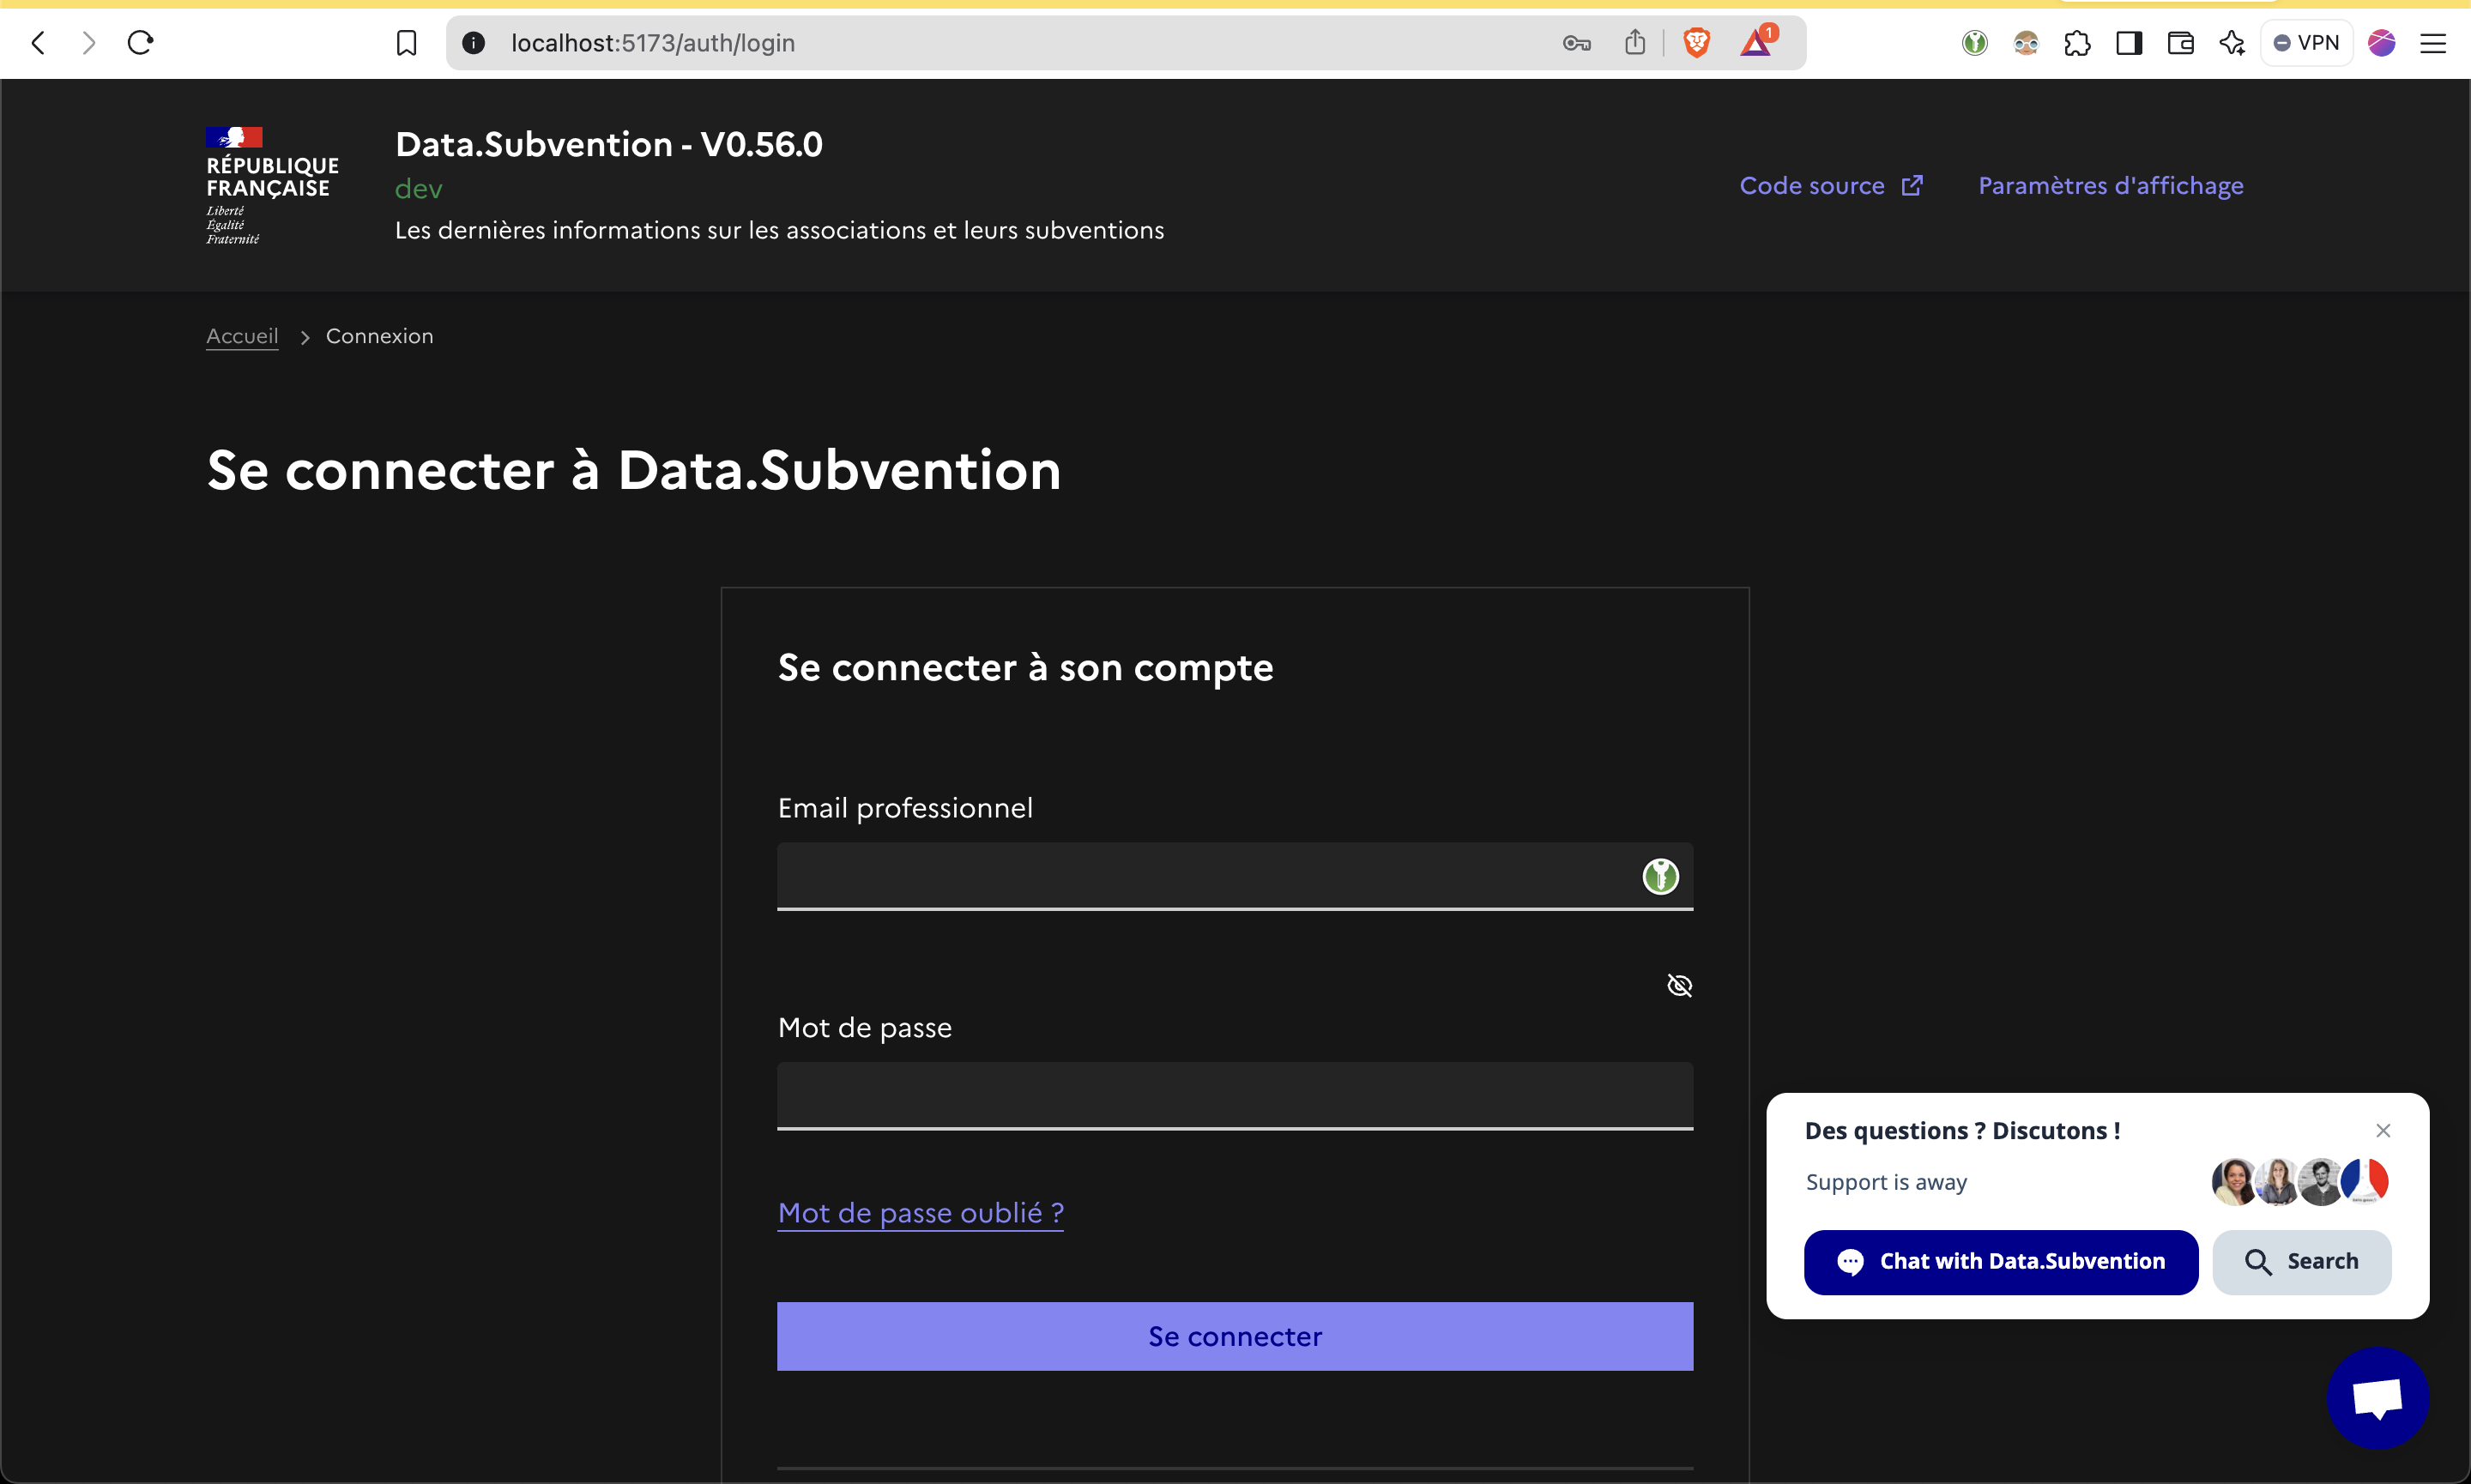 localhost:5173/auth/login
1
VPN
RÉPUBLIQUE
FRANÇAISE
Liberté
Égalité
Fraternité
Data.Subvention - V0.56.0
dev
Les dernières informations sur les associations et leurs subventions
Code source
Paramètres d'affichage
Accueil
Connexion
Se connecter à Data.Subvention
Se connecter à son compte
Email professionnel
Mot de passe
Mot de passe oublié ?
Se connecter
Des questions ? Discutons !
Support is away
Chat with Data.Subvention
Search